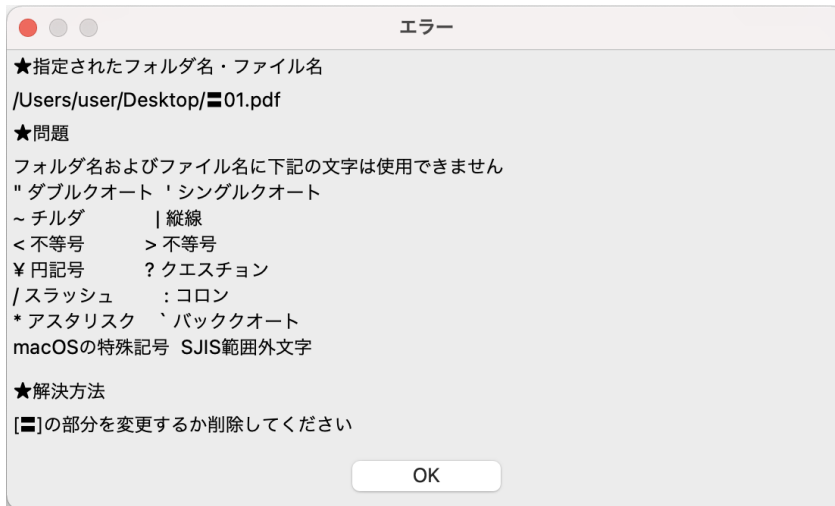 エラー
★指定されたフォルダ名・ファイル名
/Users/user/Desktop/〓01.pdf
★問題
フォルダ名およびファイル名に下記の文字は使用できません
" ダブルクオート ' シングルクオート
~ チルダ | 縦線
< 不等号 > 不等号
¥ 円記号 ? クエスチョン
/ スラッシュ : コロン
* アスタリスク ` バッククオート
macOSの特殊記号 SJIS範囲外文字
★解決方法
[〓]の部分を変更するか削除してください
OK